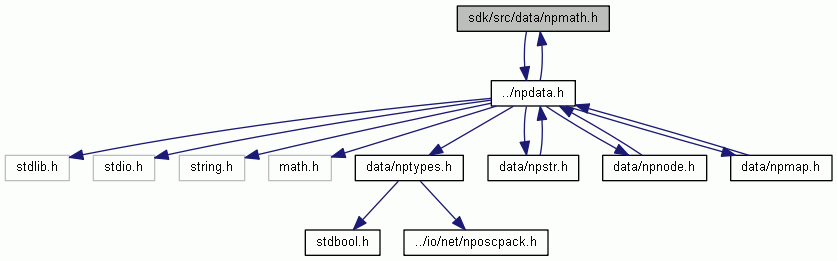 sdk/src/data/npmath.h
../npdata.h
stdlib.h
stdio.h
string.h
math.h
data/nptypes.h
data/npstr.h
data/npnode.h
data/npmap.h
stdbool.h
../io/net/nposcpack.h